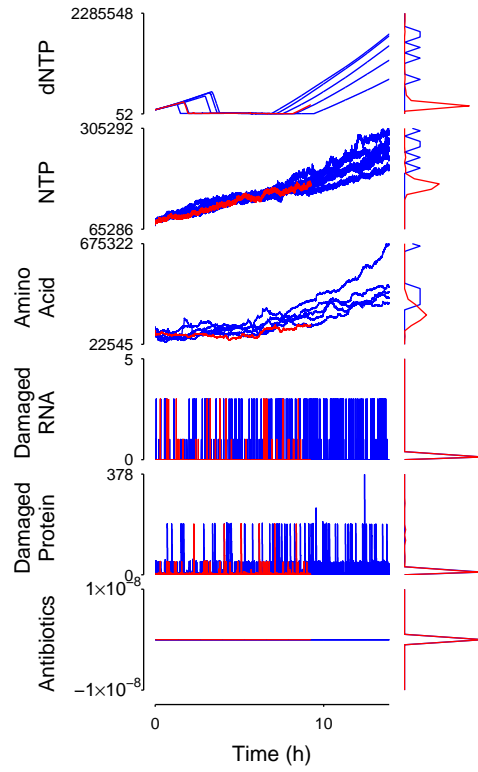 2285548
dNTP
52
305292
NTP
65286
675322
Amino
Acid
22545
5
Damaged
RNA
0
378
Damaged
Protein
0
1×10⁻⁸
Antibiotics
−1×10⁻⁸
0 10
Time (h)